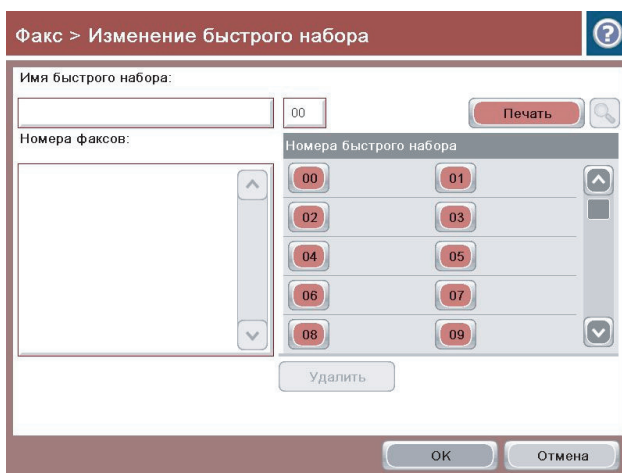 Факс > Изменение быстрого набора
?
Имя быстрого набора:
00
Печать
Номера факсов:
Номера быстрого набора
00 01
02 03
04 05
06 07
08 09
Удалить
OK Отмена